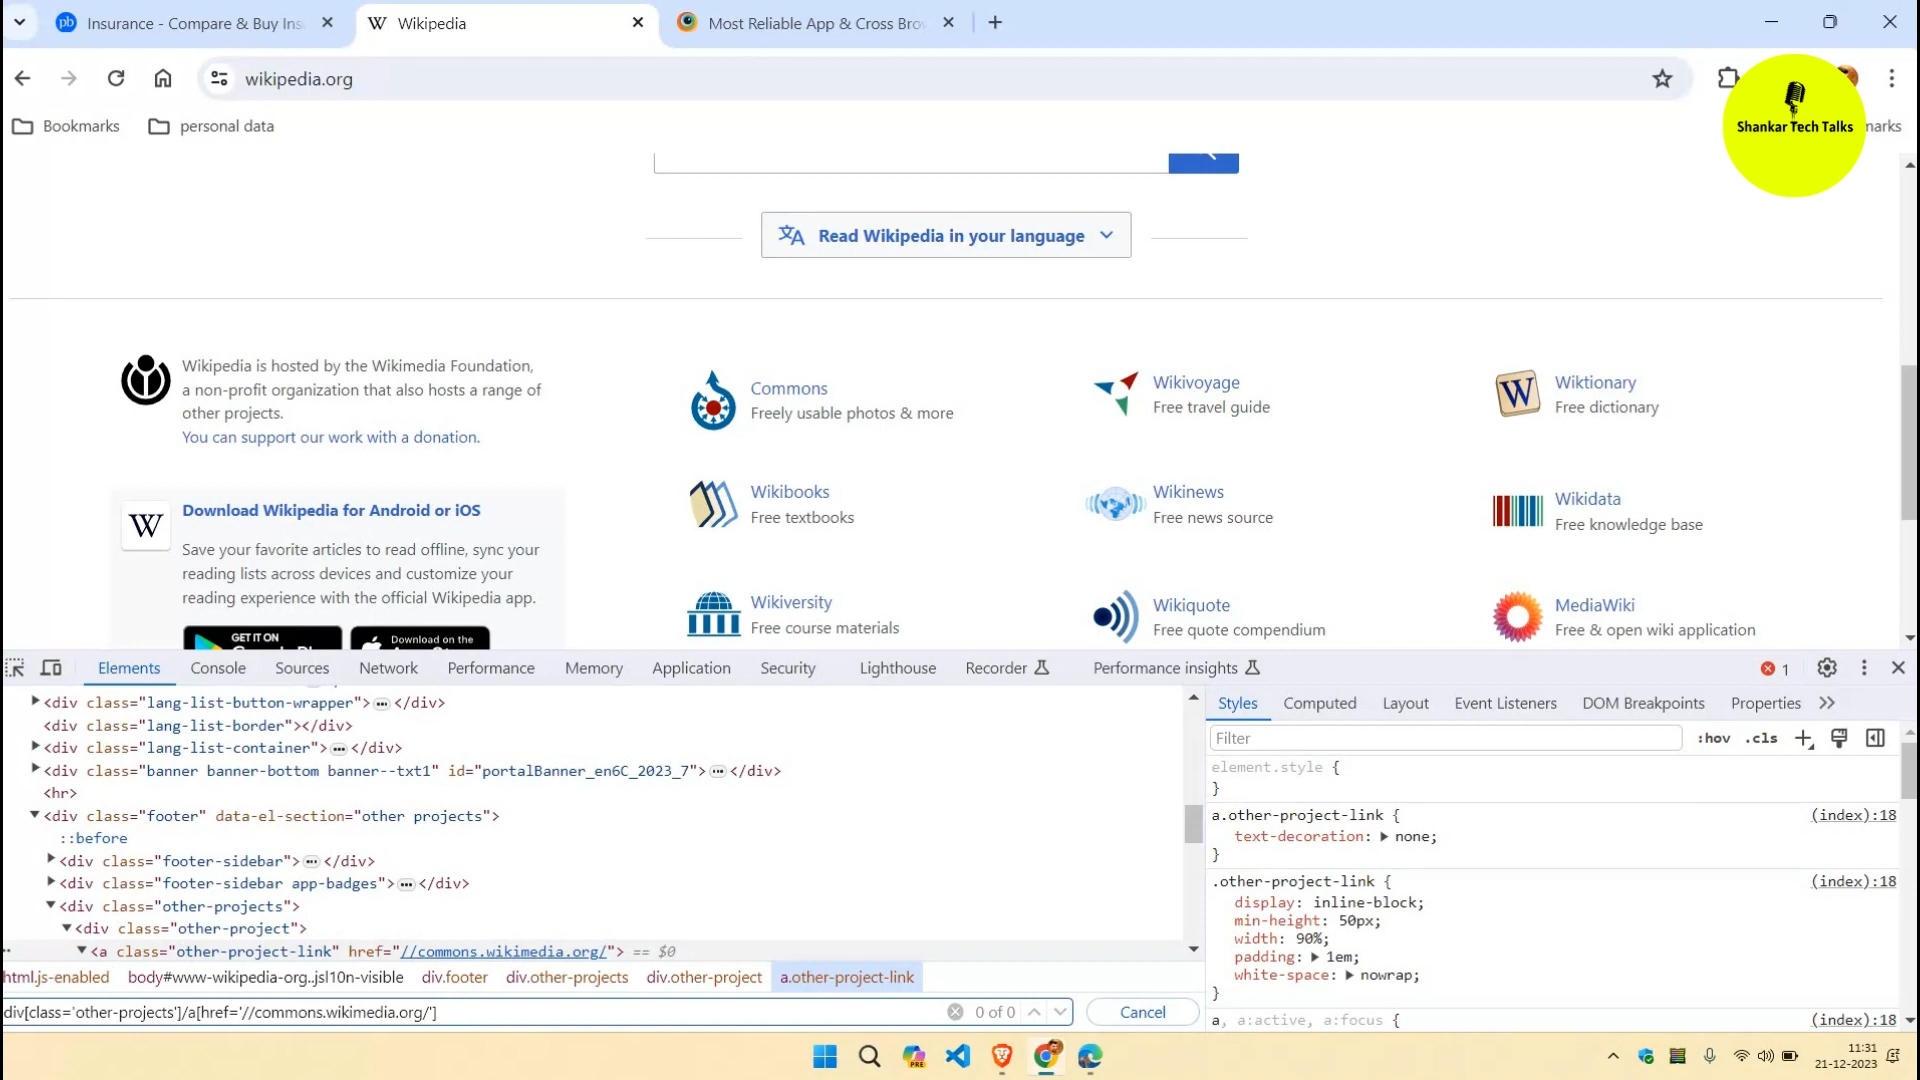 pb Insurance - Compare & Buy Ins
W Wikipedia
Most Reliable App & Cross Brow
wikipedia.org
Bookmarks
personal data
Shankar Tech Talks
marks
Read Wikipedia in your language
Wikipedia is hosted by the Wikimedia Foundation,
a non-profit organization that also hosts a range of
other projects.
You can support our work with a donation.
W
Download Wikipedia for Android or iOS
Save your favorite articles to read offline, sync your
reading lists across devices and customize your
reading experience with the official Wikipedia app.
GET IT ON
Download on the
Commons
Freely usable photos & more
Wikivoyage
Free travel guide
W
Wiktionary
Free dictionary
Wikibooks
Free textbooks
Wikinews
Free news source
Wikidata
Free knowledge base
Wikiversity
Free course materials
Wikiquote
Free quote compendium
MediaWiki
Free & open wiki application
Elements Console Sources Network Performance Memory Application Security Lighthouse Recorder Performance insights 1
<div class="lang-list-button-wrapper"> ••• </div>
<div class="lang-list-border"></div>
<div class="lang-list-container"> ••• </div>
<div class="banner banner-bottom banner--txt1" id="portalBanner_en6C_2023_7"> ••• </div>
<hr>
<div class="footer" data-el-section="other projects">
::before
<div class="footer-sidebar"> ••• </div>
<div class="footer-sidebar app-badges"> ••• </div>
<div class="other-projects">
<div class="other-project">
<a class="other-project-link" href="//commons.wikimedia.org/"> == $0
html.js-enabled body#www-wikipedia-org..jsl10n-visible div.footer div.other-projects div.other-project a.other-project-link
div[class='other-projects']/a[href='//commons.wikimedia.org/']
0 of 0
Cancel
Styles Computed Layout Event Listeners DOM Breakpoints Properties
Filter
:hov .cls
element.style {
}
a.other-project-link { (index):18
text-decoration: none;
}
.other-project-link { (index):18
display: inline-block;
min-height: 50px;
width: 90%;
padding: 1em;
white-space: nowrap;
}
a, a:active, a:focus { (index):18
PRE
11:31
21-12-2023